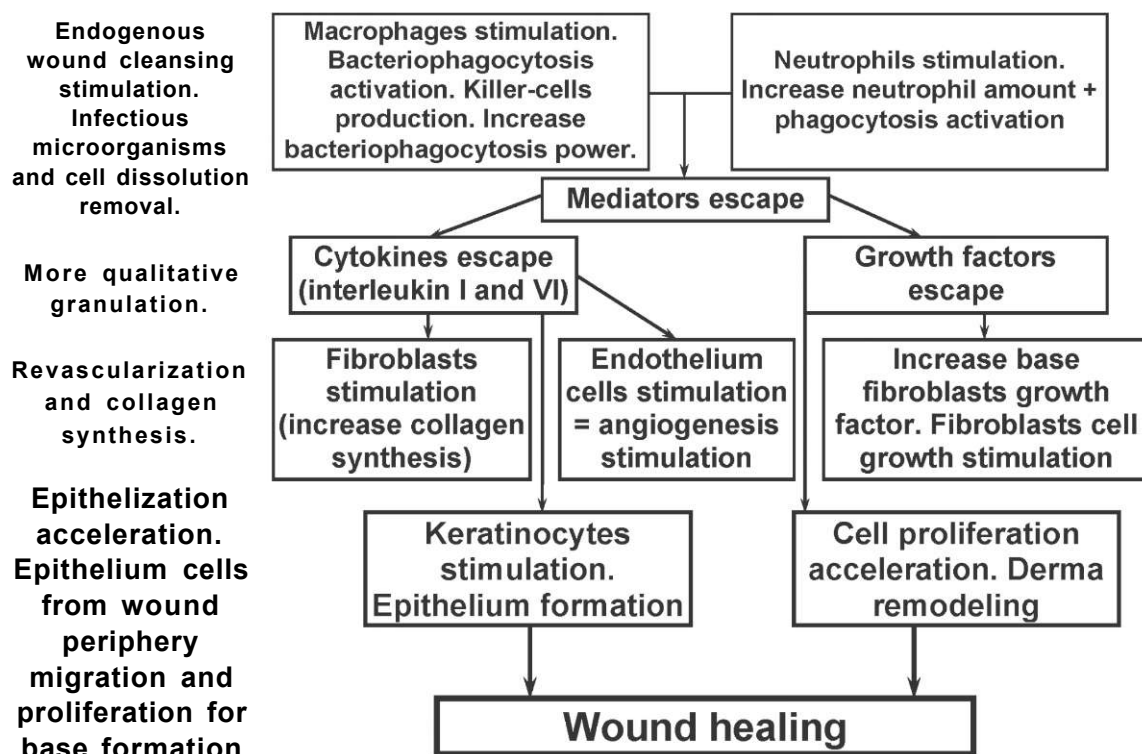 Endogenous
wound cleansing
stimulation.
Infectious
microorganisms
and cell dissolution
removal.
Macrophages stimulation.
Bacteriophagocytosis
activation. Killer-cells
production. Increase
bacteriophagocytosis power.
Neutrophils stimulation.
Increase neutrophil amount +
phagocytosis activation
Mediators escape
More qualitative
granulation.
Cytokines escape
(interleukin I and VI)
Growth factors
escape
Revascularization
and collagen
synthesis.
Fibroblasts
stimulation
(increase collagen
synthesis)
Endothelium
cells stimulation
= angiogenesis
stimulation
Increase base
fibroblasts growth
factor. Fibroblasts cell
growth stimulation
Epithelization
acceleration.
Epithelium cells
from wound
periphery
migration and
proliferation for
base formation
Keratinocytes
stimulation.
Epithelium formation
Cell proliferation
acceleration. Derma
remodeling
Wound healing